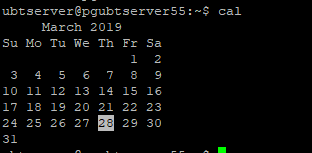 ubtserver@pgubtserver55:~$ cal
     March 2019
Su Mo Tu We Th Fr Sa
                1  2
 3  4  5  6  7  8  9
10 11 12 13 14 15 16
17 18 19 20 21 22 23
24 25 26 27 28 29 30
31